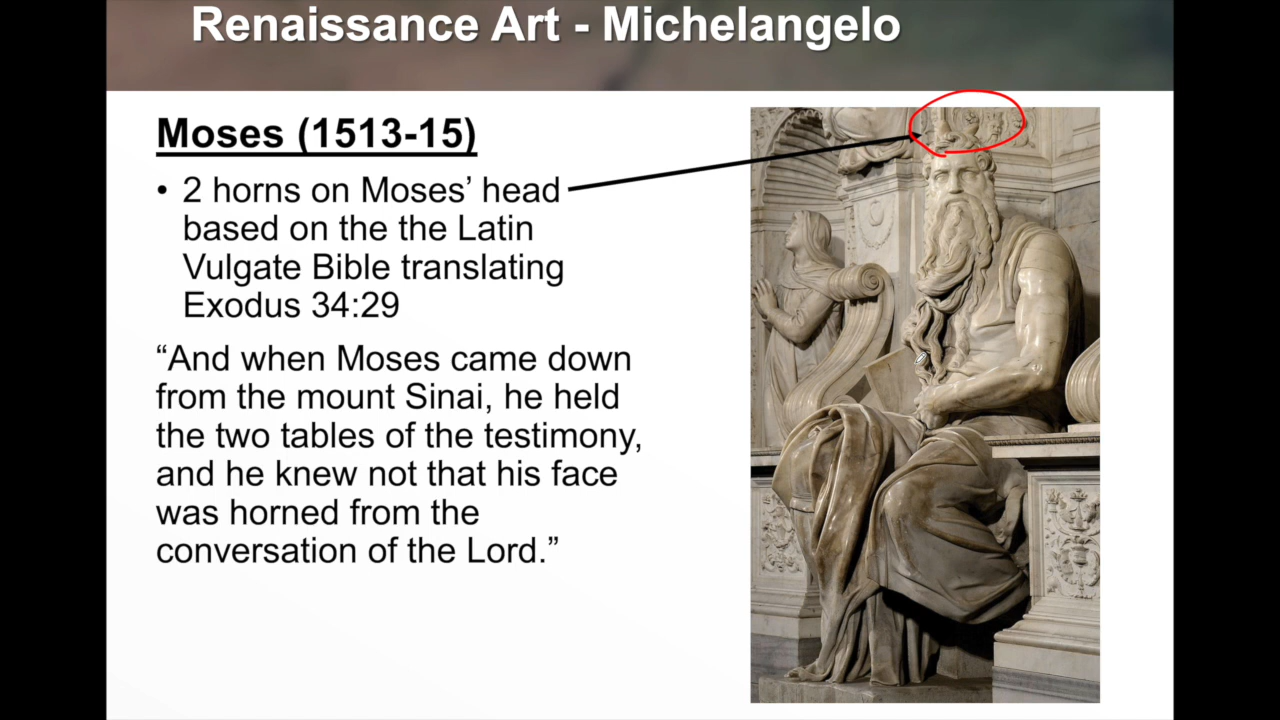 Renaissance Art - Michelangelo
Moses (1513-15)
• 2 horns on Moses’ head
based on the the Latin
Vulgate Bible translating
Exodus 34:29
“And when Moses came down
from the mount Sinai, he held
the two tables of the testimony,
and he knew not that his face
was horned from the
conversation of the Lord.”